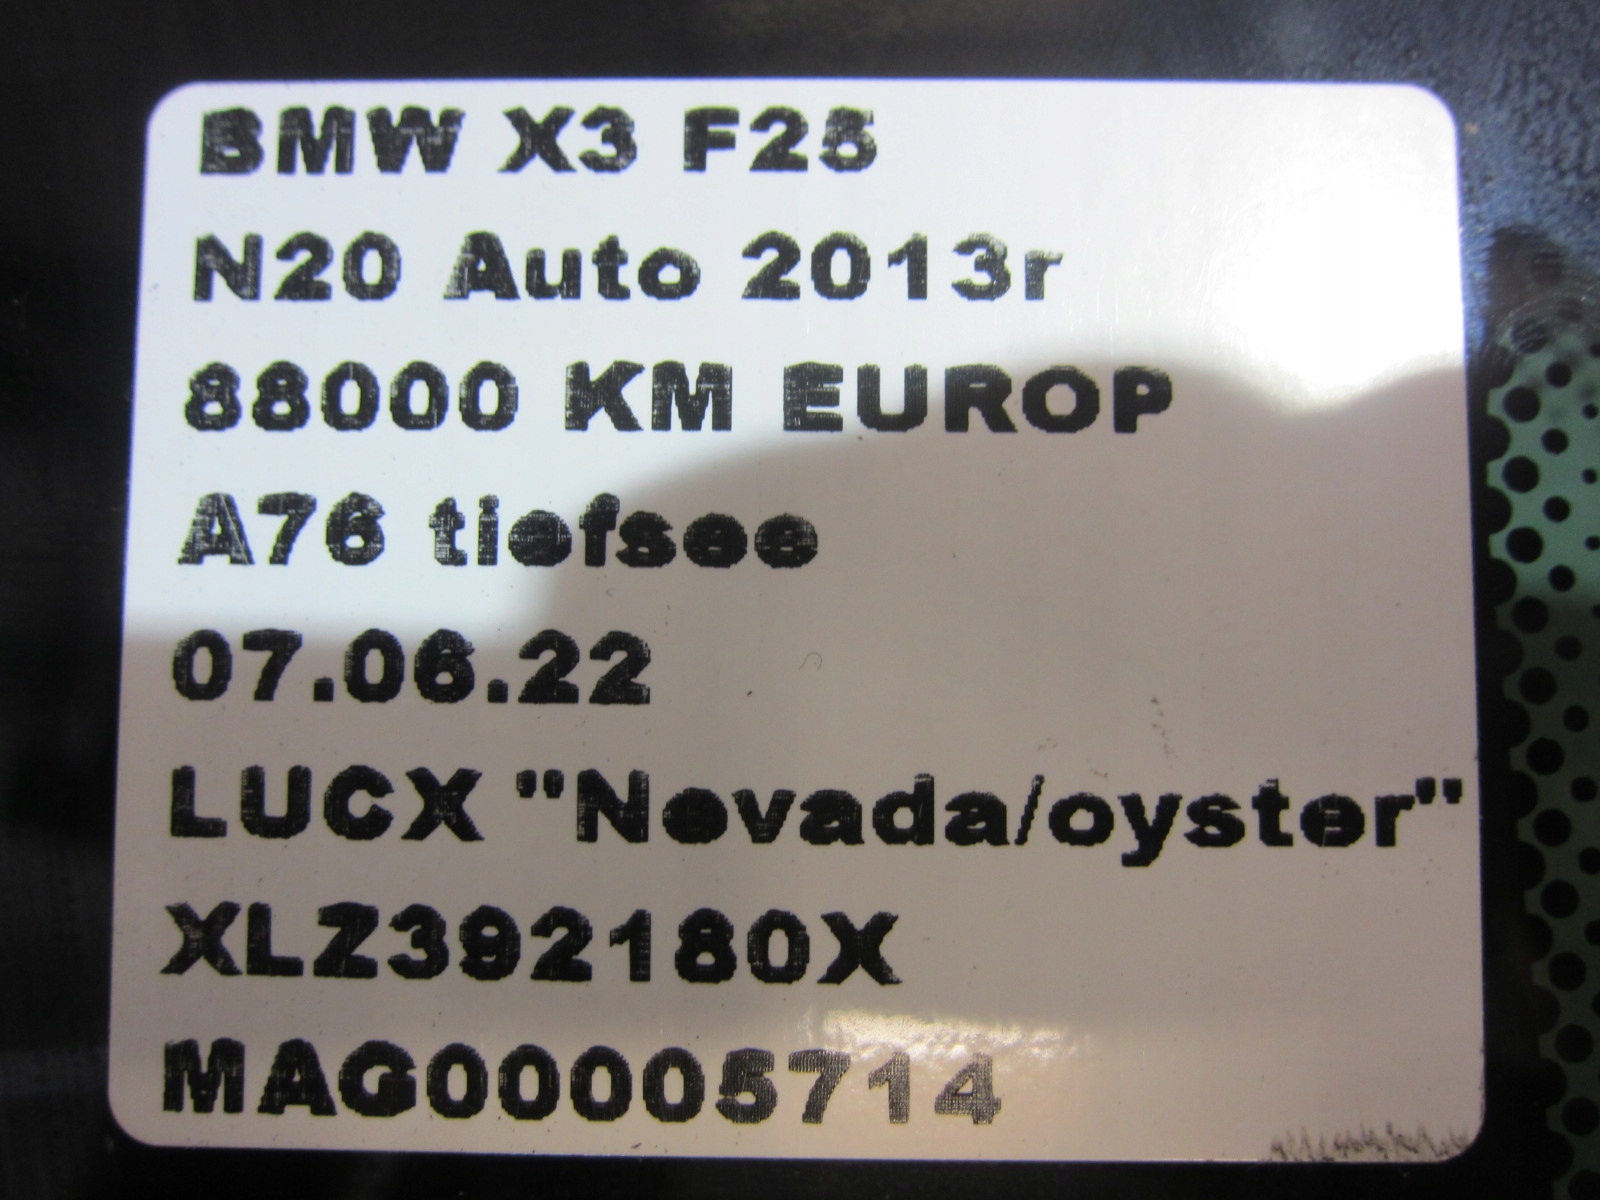 BMW X3 F25
N20 Auto 2013r
88000 KM EUROP
A76 tiefsee
07.06.22
LUCX "Nevada/oyster"
XLZ392180X
MAG00005714